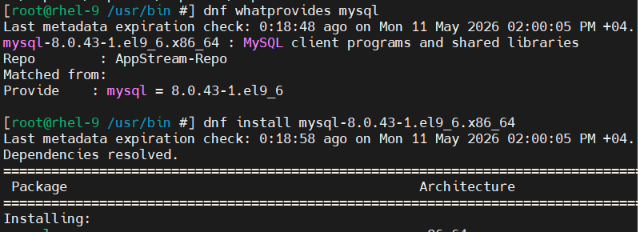 [root@rhel-9 /usr/bin #] dnf whatprovides mysql
Last metadata expiration check: 0:18:48 ago on Mon 11 May 2026 02:00:05 PM +04.
mysql-8.0.43-1.el9_6.x86_64 : MySQL client programs and shared libraries
Repo        : AppStream-Repo
Matched from:
Provide    : mysql = 8.0.43-1.el9_6
[root@rhel-9 /usr/bin #] dnf install mysql-8.0.43-1.el9_6.x86_64
Last metadata expiration check: 0:18:58 ago on Mon 11 May 2026 02:00:05 PM +04.
Dependencies resolved.
================================================================================
Package                                            Architecture
================================================================================
Installing: